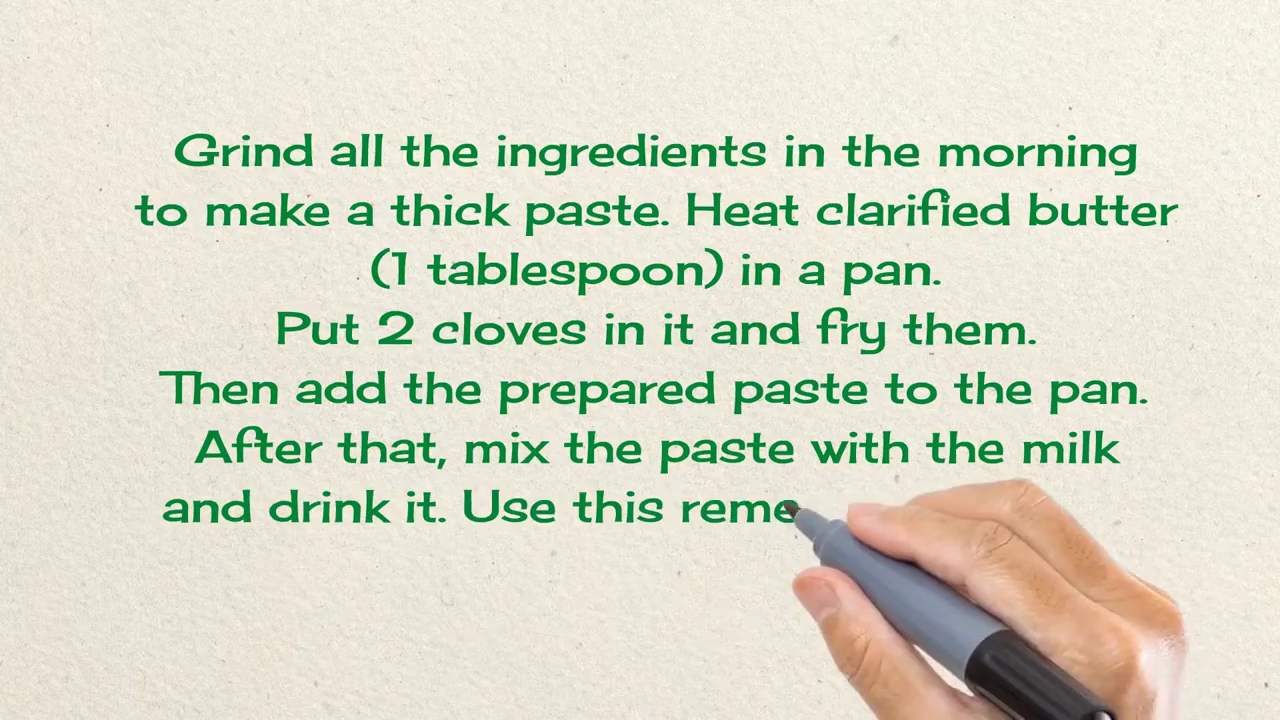 Grind all the ingredients in the morning
to make a thick paste. Heat clarified butter
(1 tablespoon) in a pan.
Put 2 cloves in it and fry them.
Then add the prepared paste to the pan.
After that, mix the paste with the milk
and drink it. Use this reme